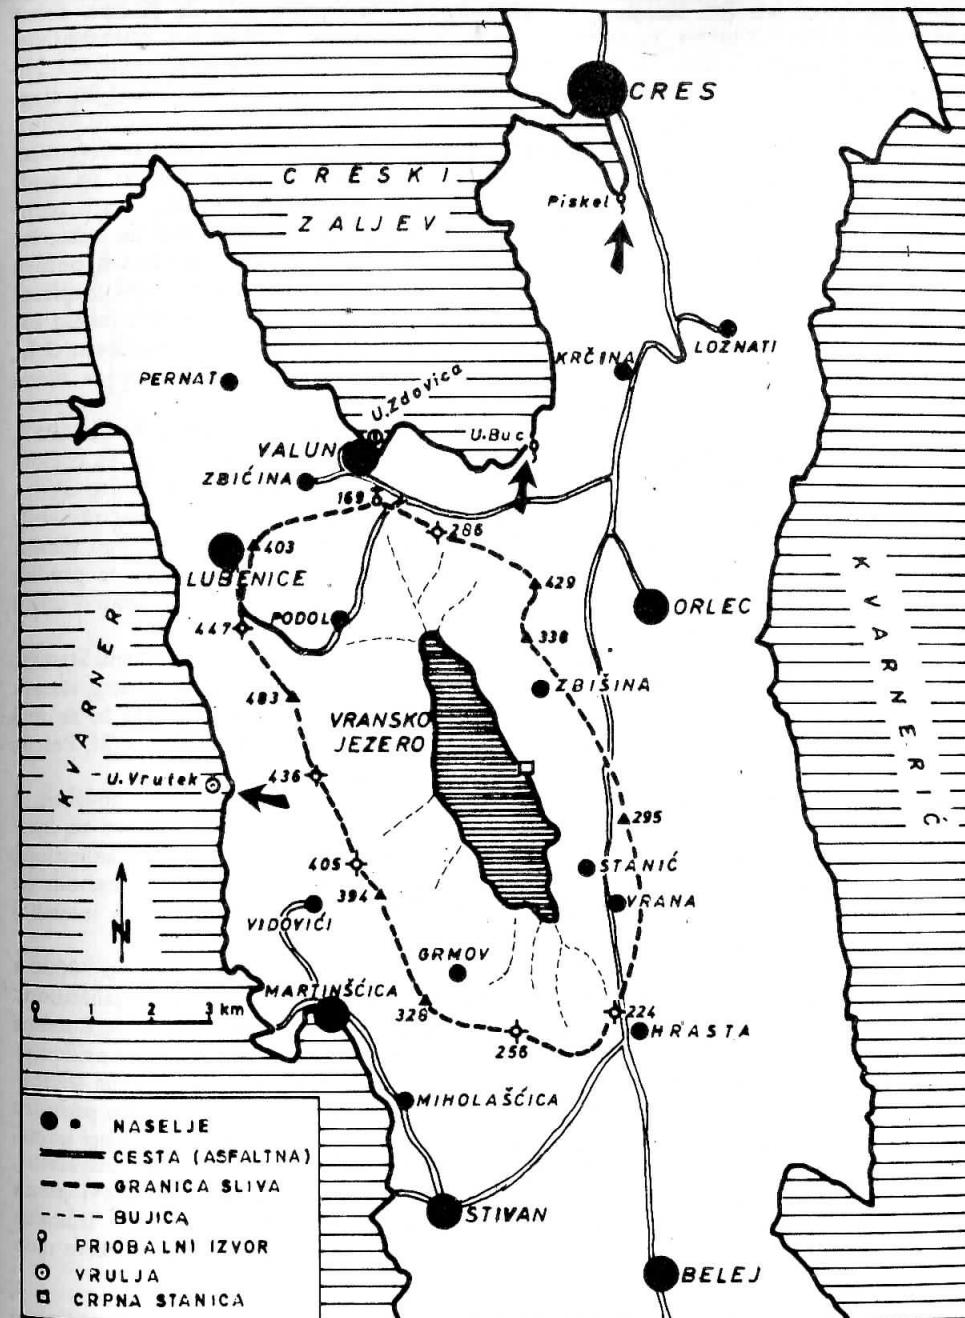 CRES
CRESKI
ZALJEV
Piskel
LOZNATI
KRČINA
PERNAT
U.Zdovica
U.Buc
VALUN
ZBIĆINA
169
286
403
LUBENICE
429
ORLEC
PODOL
447
338
ZBIŠINA
483
VRANSKO
JEZERO
KVARNER
KVARNERIĆ
U.Vrutek
436
295
405
STANIĆ
394
VRANA
VIDOVIĆI
GRMOV
N
MARTINŠĆICA
0 1 2 3 km
328
224
256
HRASTA
MIHOLAŠĆICA
NASELJE
CESTA (ASFALTNA)
GRANICA SLIVA
BUJICA
PRIOBALNI IZVOR
VRULJA
CRPNA STANICA
STIVAN
BELEJ